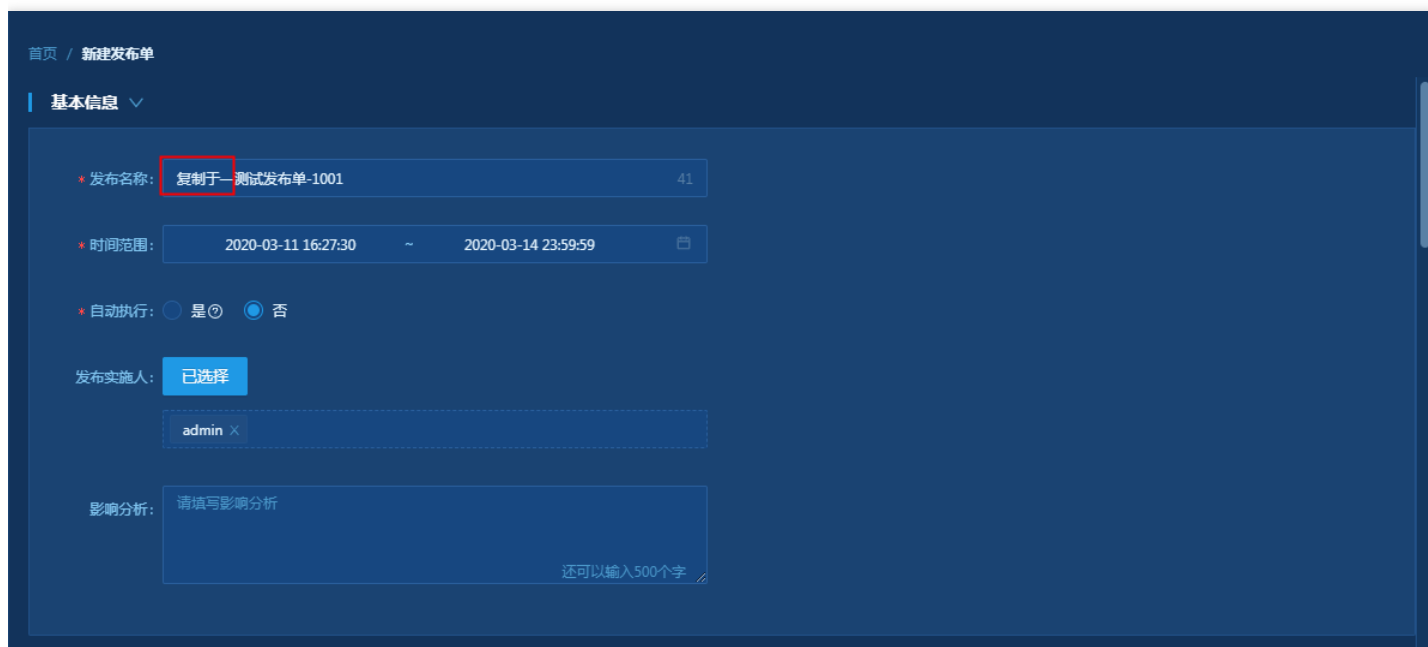 首页 / 新建发布单
基本信息
* 发布名称: 复制于—测试发布单-1001 41
* 时间范围: 2020-03-11 16:27:30 ~ 2020-03-14 23:59:59
* 自动执行: 是? 否
发布实施人: 已选择
admin ×
影响分析: 请填写影响分析
还可以输入500个字